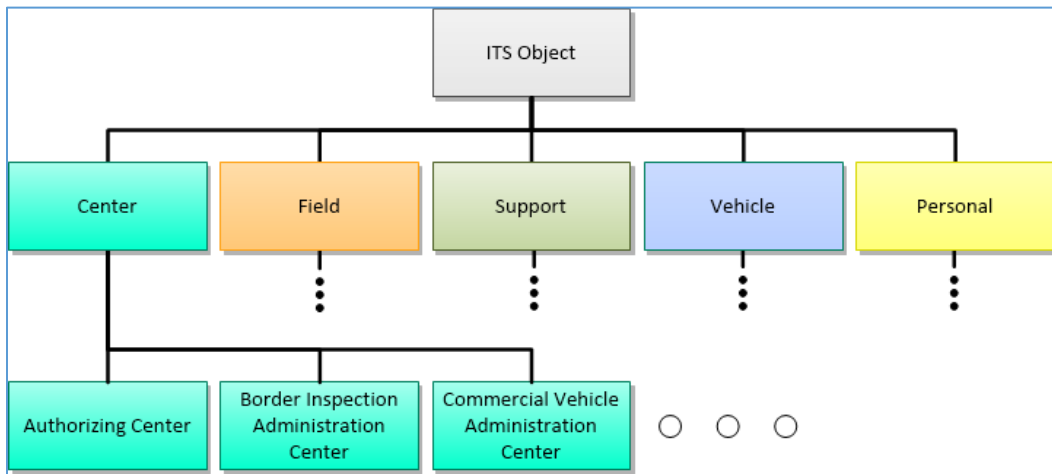 ITS Object
Center
Field
Support
Vehicle
Personal
Authorizing Center
Border Inspection
Administration
Center
Commercial Vehicle
Administration
Center